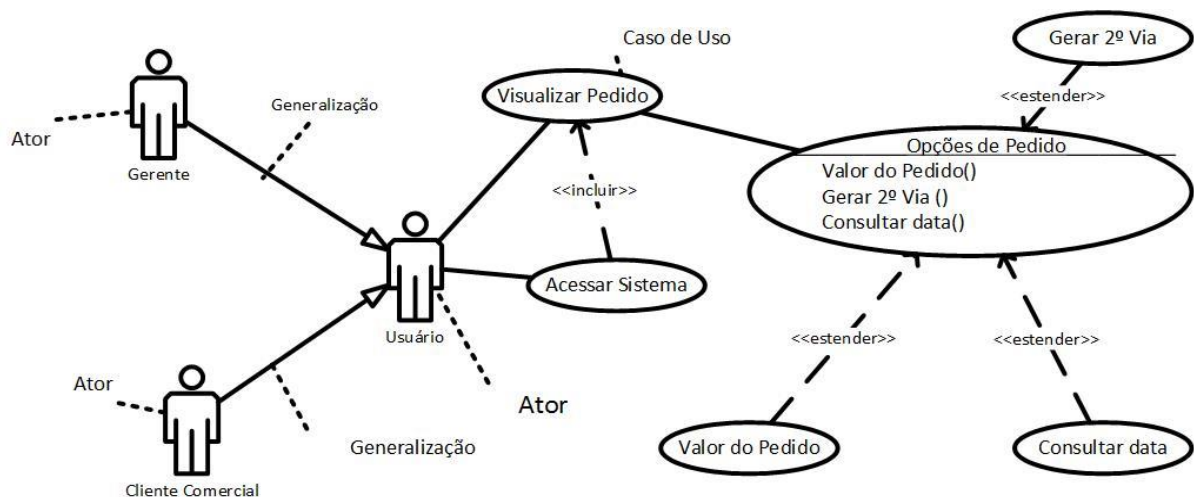 Caso de Uso
Gerar 2º Via
Visualizar Pedido
<<estender>>
Generalização
Ator
Gerente
Opções de Pedido
Valor do Pedido()
Gerar 2º Via ()
Consultar data()
<<incluir>>
Acessar Sistema
Usuário
<<estender>>
<<estender>>
Ator
Ator
Generalização
Valor do Pedido
Consultar data
Cliente Comercial